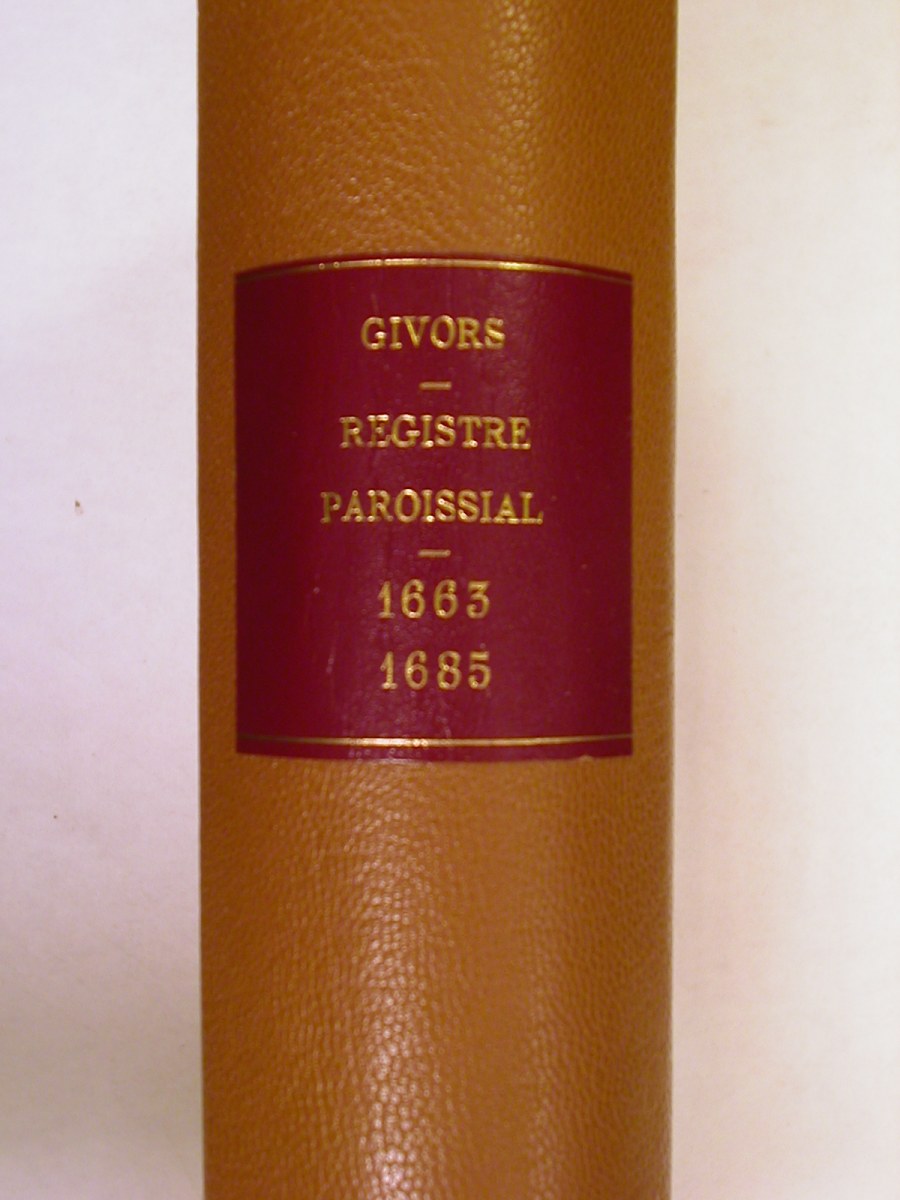 GIVORS
—
REGISTRE
PAROISSIAL
—
1663
1685